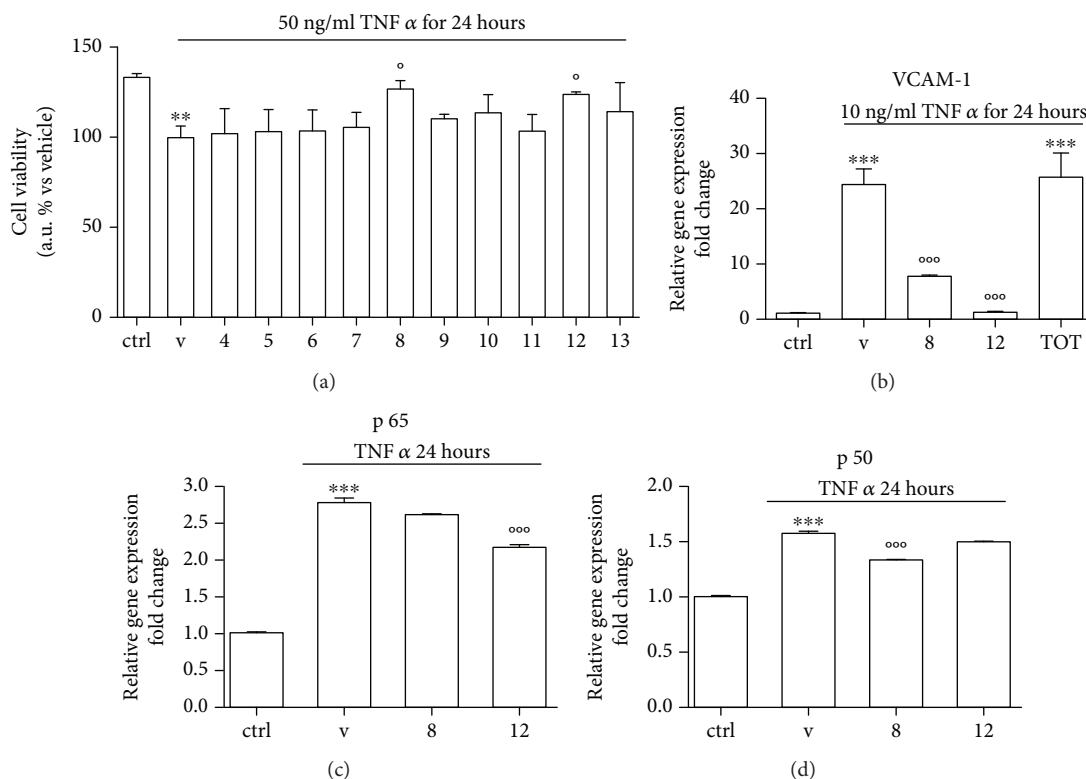 50 ng/ml TNF α for 24 hours
Cell viability
(a.u. % vs vehicle)
150
100
50
0
**
°
°
ctrl v 4 5 6 7 8 9 10 11 12 13
(a)
VCAM-1
10 ng/ml TNF α for 24 hours
Relative gene expression
fold change
40
30
20
10
0
***
°°°
°°°
***
ctrl v 8 12 TOT
(b)
p 65
TNF α 24 hours
Relative gene expression
fold change
3.0
2.5
2.0
1.5
1.0
0.5
0.0
***
°°°
ctrl v 8 12
(c)
p 50
TNF α 24 hours
Relative gene expression
fold change
2.0
1.5
1.0
0.5
0.0
***
°°°
ctrl v 8 12
(d)